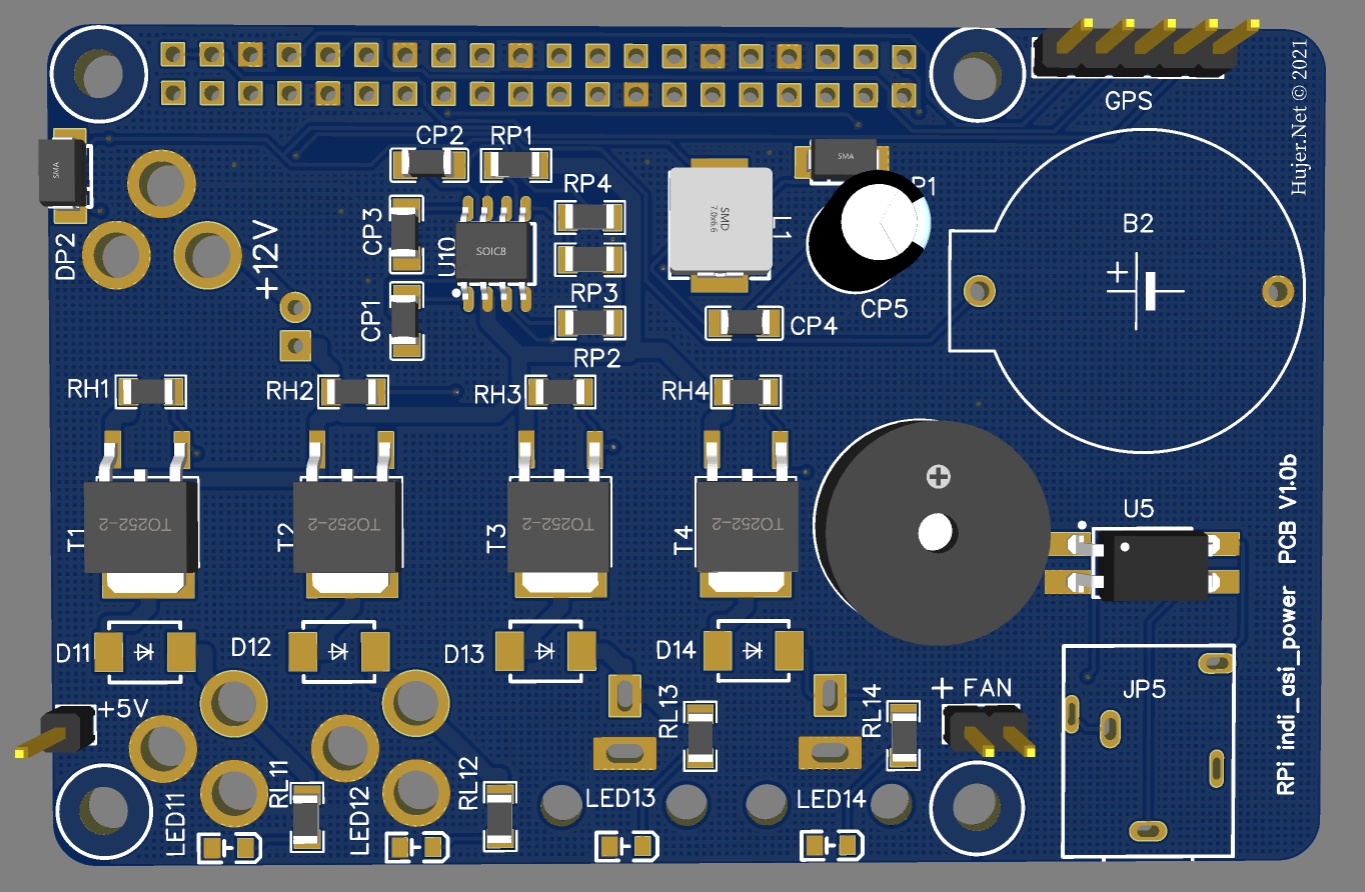 Hujer.Net © 2021
GPS
CP2
RP1
SMA
SMA
RP4
P1
SMD
7.0x6.6
L1
B2
+
DP2
+12V
CP3
U10
SOIC8
RP3
CP5
CP1
CP4
RP2
RH1
RH2
RH3
RH4
T1
TO252-2
T2
TO252-2
T3
TO252-2
T4
TO252-2
+
U5
RPi indi_asi_power PCB V1.0b
D11
D12
D13
D14
+5V
RL13
RL14
+ FAN
JP5
LED11
RL11
LED12
RL12
LED13
LED14